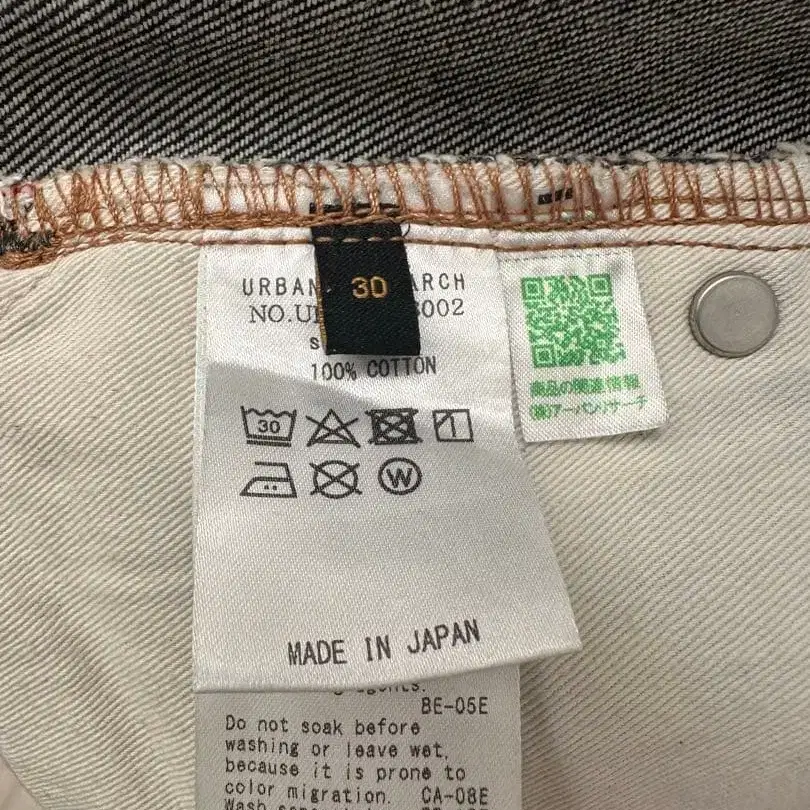 30
URBAN ARCH
NO.U 002
100% COTTON
30
W
MADE IN JAPAN
商品の関連情報
(株)アーバンリサーチ
agents.
BE-05E
Do not soak before
washing or leave wet,
because it is prone to
color migration. CA-08E